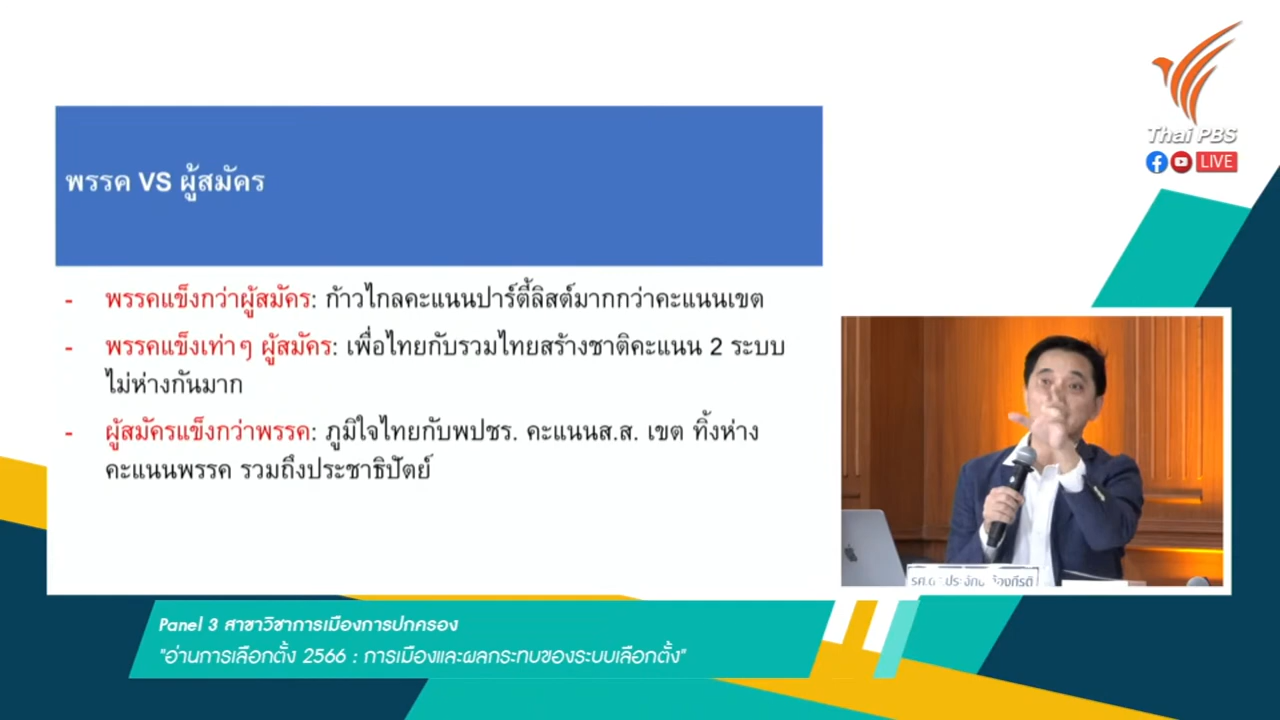 Thai PBS
LIVE
พรรค VS ผู้สมัคร
- พรรคแข็งกว่าผู้สมัคร: ก้าวไกลคะแนนปาร์ตี้ลิสต์มากกว่าคะแนนเขต
- พรรคแข็งเท่าๆ ผู้สมัคร: เพื่อไทยกับรวมไทยสร้างชาติคะแนน 2 ระบบ
ไม่ห่างกันมาก
- ผู้สมัครแข็งกว่าพรรค: ภูมิใจไทยกับพปชร. คะแนนส.ส. เขต ทิ้งห่าง
คะแนนพรรค รวมถึงประชาธิปัตย์
Panel 3 สาขาวิชาการเมืองการปกครอง
"อ่านการเลือกตั้ง 2566 : การเมืองและผลกระทบของระบบเลือกตั้ง"